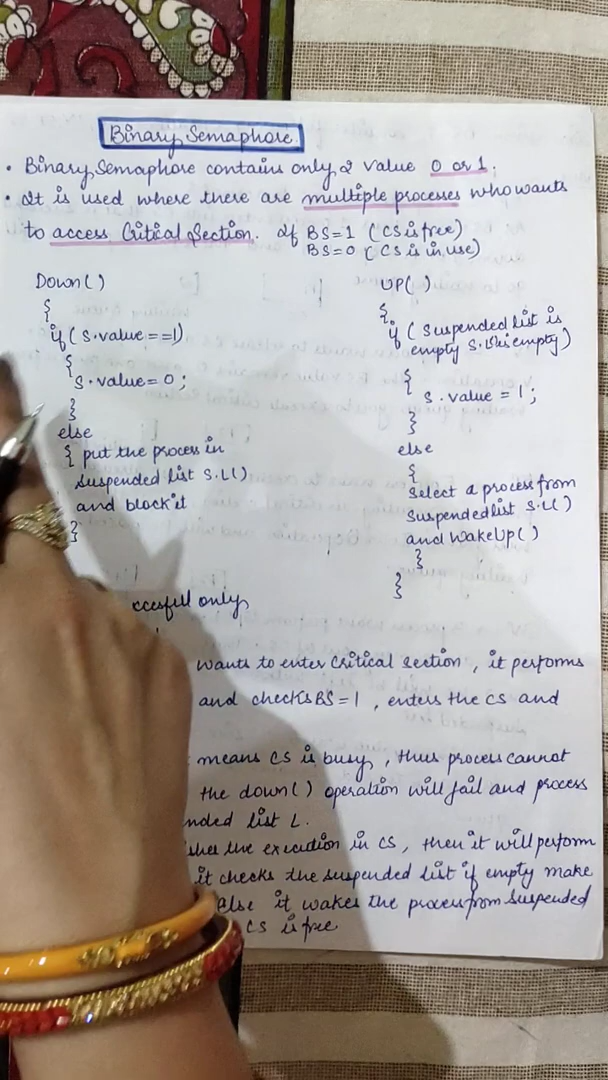 Binary Semaphore
• Binary Semaphore contains only 2 value 0 or 1.
• It is used where there are multiple processes who wants
to access Critical Section. If BS=1 (CS is free)
BS=0 (CS is in use)
Down()
{
if (S.value==1)
{
S.value=0;
}
else
{ put the process in
suspended list S.L()
and block it
}
UP()
{
if (suspended list is
empty S.L is empty)
{
S.value=1;
}
else
{
select a process from
suspended list S.L()
and wakeUp()
}
}
ccessful only
wants to enter critical section, it performs
and checks BS=1, enters the CS and
means CS is busy, thus process cannot
the down() operation will fail and process
nded list L.
shes the execution in CS, then it will perform
it checks the suspended list if empty make
Else it wakes the process from suspended
CS is free